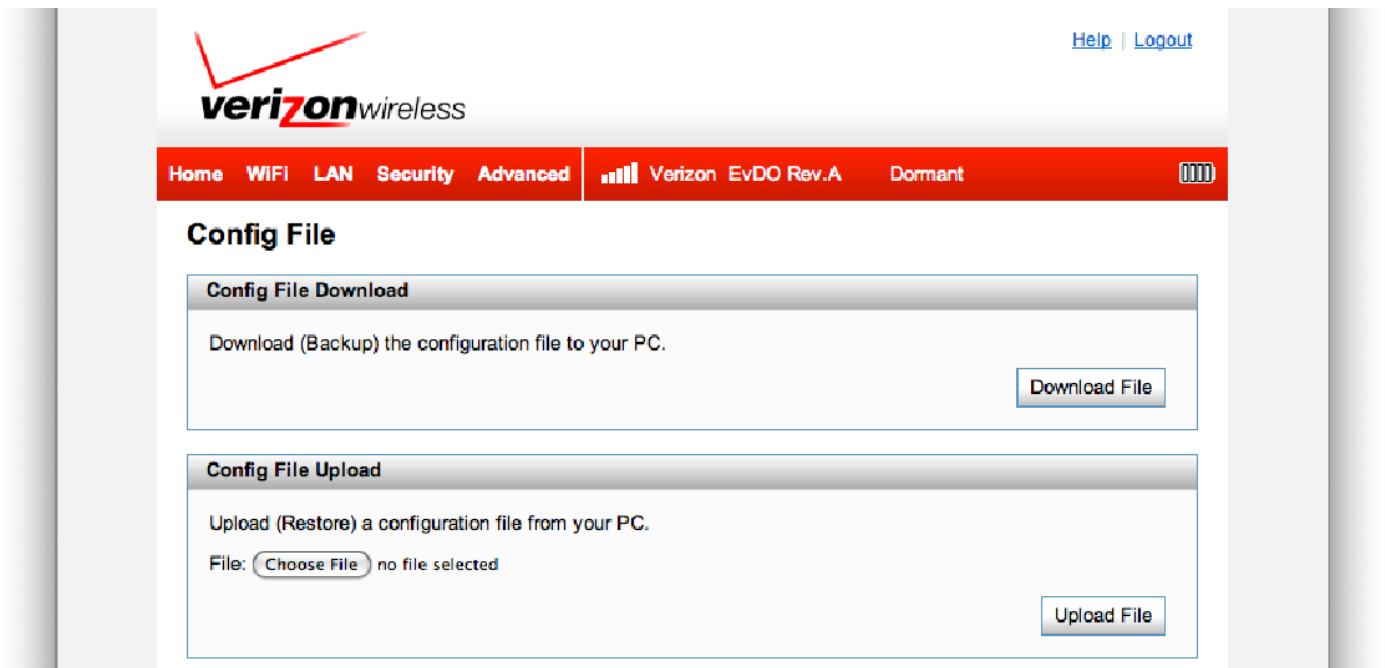 Help | Logout
verizonwireless
Home WiFi LAN Security Advanced Verizon EvDO Rev.A Dormant
Config File
Config File Download
Download (Backup) the configuration file to your PC.
Download File
Config File Upload
Upload (Restore) a configuration file from your PC.
File: Choose File no file selected
Upload File